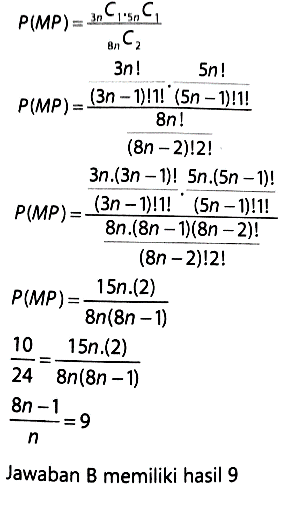 P(MP) = \frac{{}_{3n}C_1 \cdot {}_{5n}C_1}{{}_{8n}C_2}
P(MP) = \frac{\frac{3n!}{(3n-1)!1!} \cdot \frac{5n!}{(5n-1)!1!}}{\frac{8n!}{(8n-2)!2!}}
P(MP) = \frac{\frac{3n.(3n-1)!}{(3n-1)!1!} \cdot \frac{5n.(5n-1)!}{(5n-1)!1!}}{\frac{8n.(8n-1)(8n-2)!}{(8n-2)!2!}}
P(MP) = \frac{15n.(2)}{8n(8n-1)}
\frac{10}{24} = \frac{15n.(2)}{8n(8n-1)}
\frac{8n-1}{n} = 9
Jawaban B memiliki hasil 9